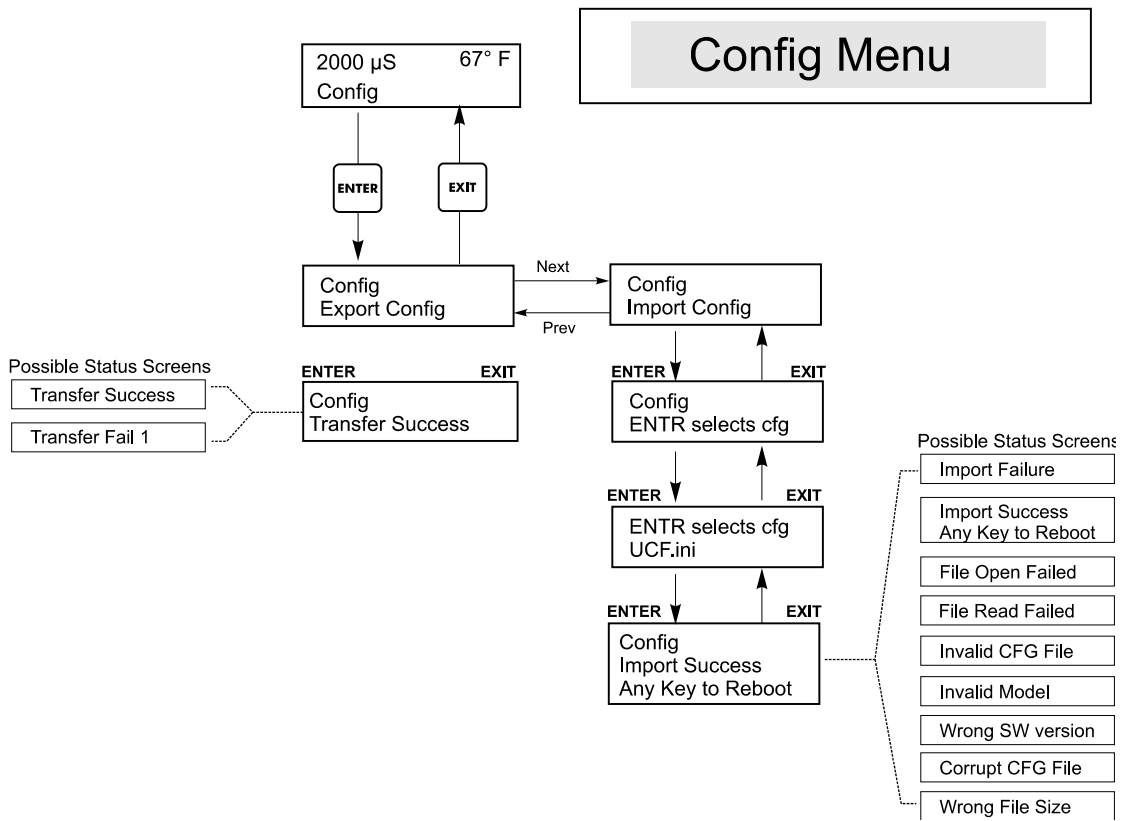 Config Menu
2000 µS 67° F
Config
ENTER
EXIT
Config
Export Config
Next
Prev
Config
Import Config
Possible Status Screens
Transfer Success
Transfer Fail 1
ENTER EXIT
Config
Transfer Success
ENTER EXIT
Config
ENTR selects cfg
ENTER EXIT
ENTR selects cfg
UCF.ini
ENTER EXIT
Config
Import Success
Any Key to Reboot
Possible Status Screens
Import Failure
Import Success
Any Key to Reboot
File Open Failed
File Read Failed
Invalid CFG File
Invalid Model
Wrong SW version
Corrupt CFG File
Wrong File Size